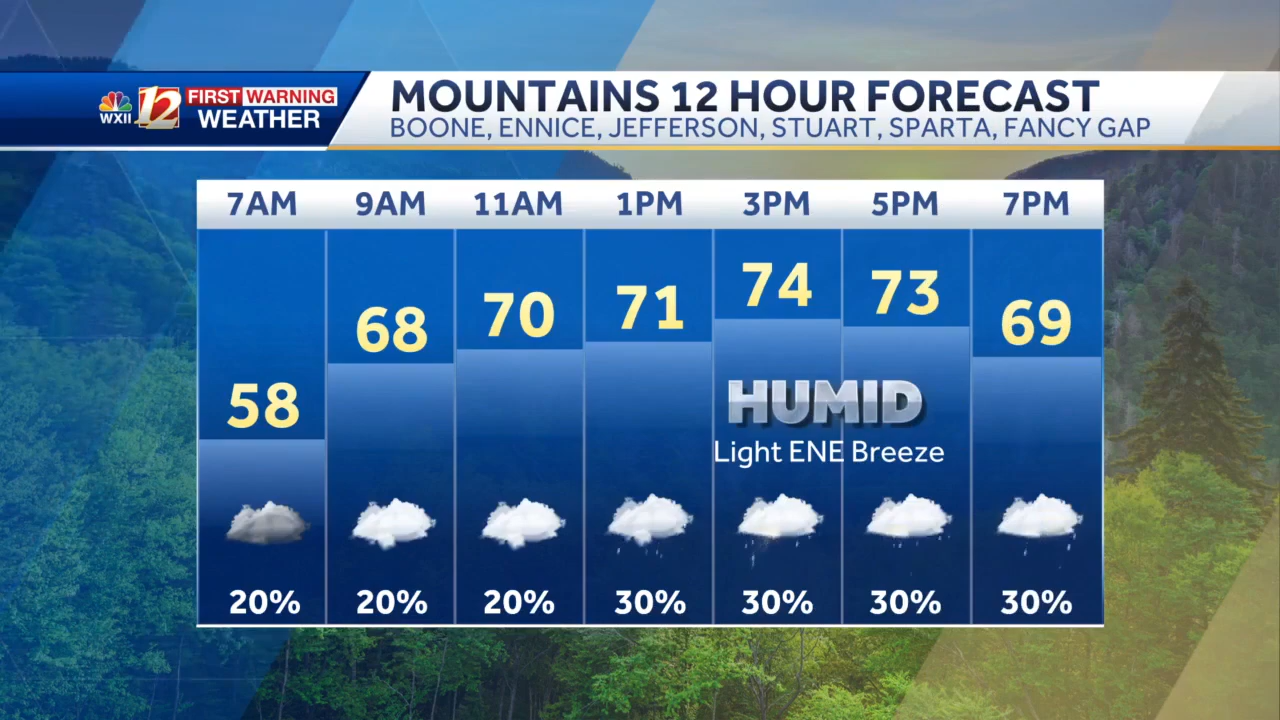 WXII 12 FIRST WARNING
WEATHER
MOUNTAINS 12 HOUR FORECAST
BOONE, ENNICE, JEFFERSON, STUART, SPARTA, FANCY GAP
7AM 9AM 11AM 1PM 3PM 5PM 7PM
58 68 70 71 74 73 69
HUMID
Light ENE Breeze
20% 20% 20% 30% 30% 30% 30%